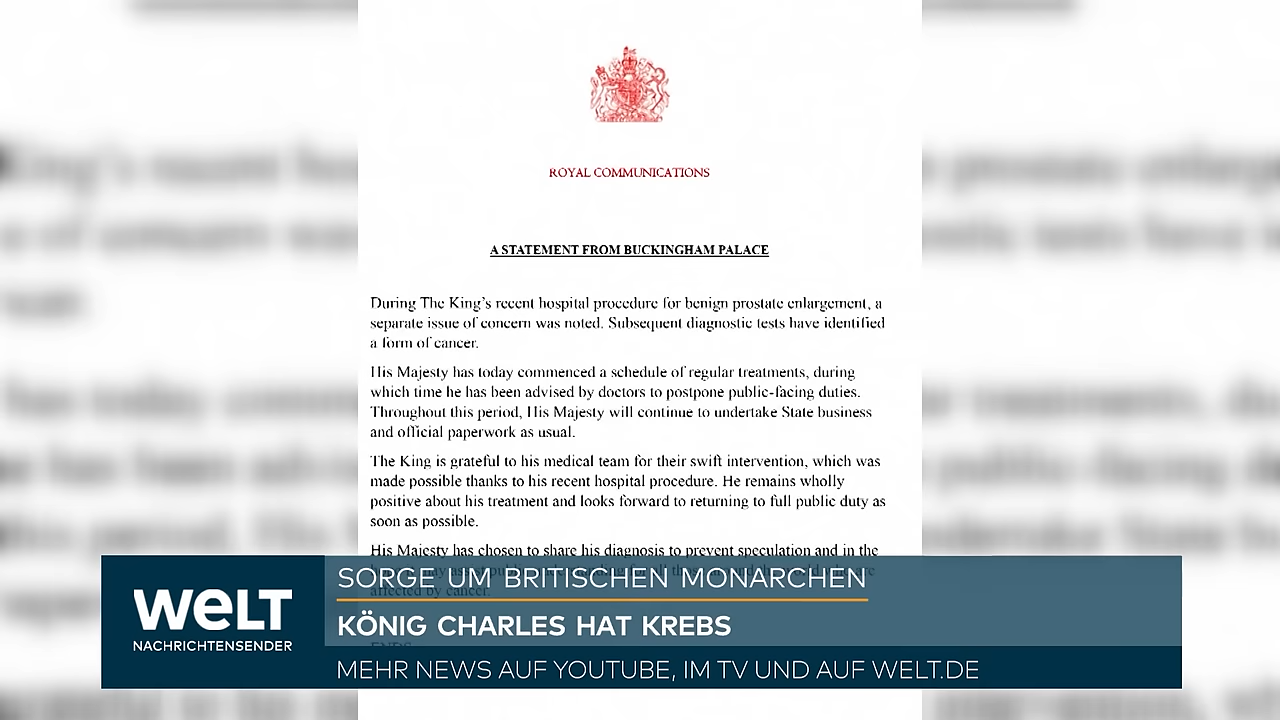 ROYAL COMMUNICATIONS
A STATEMENT FROM BUCKINGHAM PALACE
During The King's recent hospital procedure for benign prostate enlargement, a
separate issue of concern was noted. Subsequent diagnostic tests have identified
a form of cancer.
His Majesty has today commenced a schedule of regular treatments, during
which time he has been advised by doctors to postpone public-facing duties.
Throughout this period, His Majesty will continue to undertake State business
and official paperwork as usual.
The King is grateful to his medical team for their swift intervention, which was
made possible thanks to his recent hospital procedure. He remains wholly
positive about his treatment and looks forward to returning to full public duty as
soon as possible.
His Majesty has chosen to share his diagnosis to prevent speculation and in the
affected by cancer.
welt
NACHRICHTENSENDER
SORGE UM BRITISCHEN MONARCHEN
KÖNIG CHARLES HAT KREBS
MEHR NEWS AUF YOUTUBE, IM TV UND AUF WELT.DE